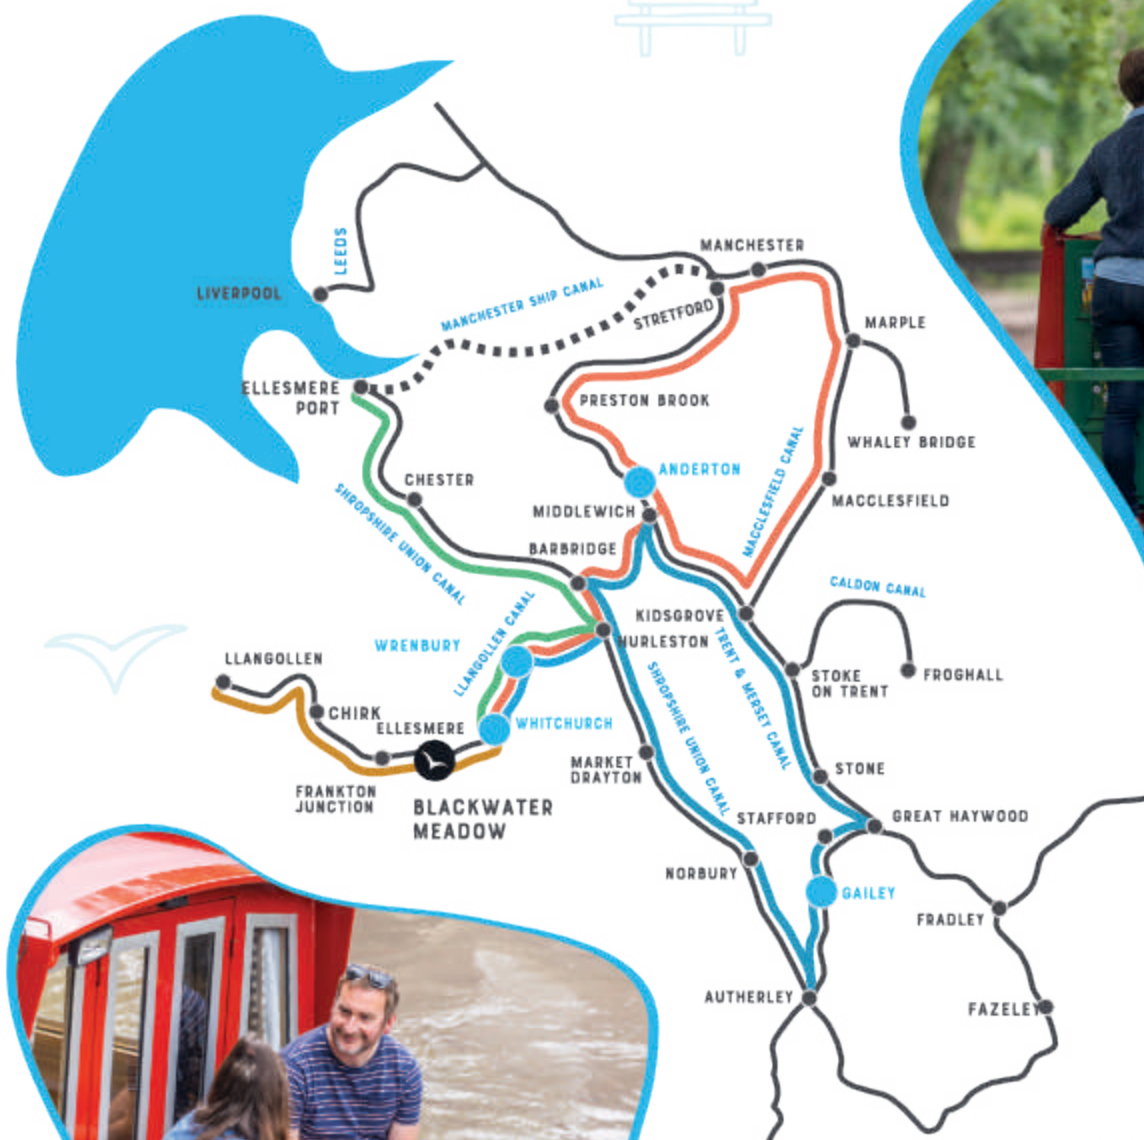 MANCHESTER
LEEDS
LIVERPOOL
MANCHESTER SHIP CANAL
STRETFORD
MARPLE
ELLESMERE
PORT
PRESTON BROOK
WHALEY BRIDGE
ANDERTON
MACCLESFIELD CANAL
CHESTER
MACCLESFIELD
SHROPSHIRE UNION CANAL
MIDDLEWICH
BARBRIDGE
CALDON CANAL
KIDSGROVE
LLANGOLLEN CANAL
WRENBURY
HURLESTON
TRENT & MERSEY CANAL
LLANGOLLEN
STOKE
ON TRENT
FROGHALL
SHROPSHIRE UNION CANAL
CHIRK
ELLESMERE
WHITCHURCH
MARKET
DRAYTON
STONE
FRANKTON
JUNCTION
BLACKWATER
MEADOW
STAFFORD
GREAT HAYWOOD
NORBURY
GAILEY
FRADLEY
AUTHERLEY
FAZELEY